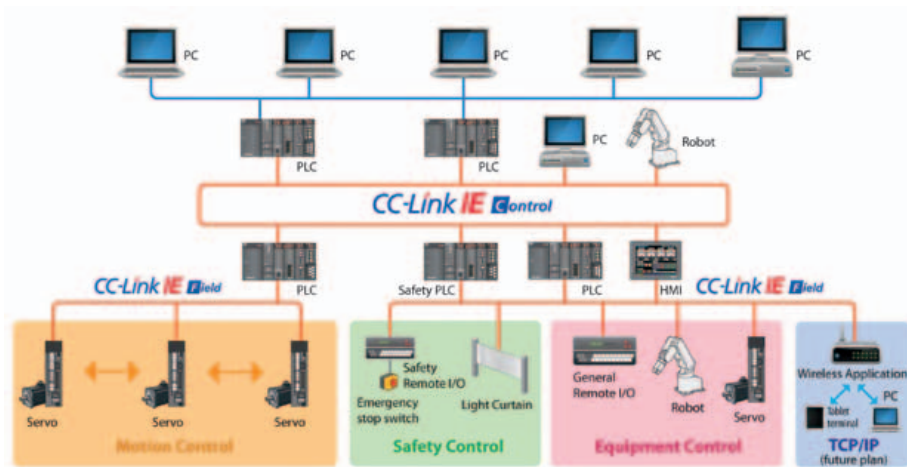 PC
PC
PC
PC
PC
PLC
PLC
PC
Robot
CC-Link IE Control
PLC
Safety PLC
PLC
HMI
CC-Link IE Field
CC-Link IE Field
Servo
Servo
Servo
Motion Control
Safety
Remote I/O
Emergency
stop switch
Light Curtain
Safety Control
General
Remote I/O
Robot
Servo
Equipment Control
Wireless Application
PC
Tablet
terminal
TCP/IP
(future plan)